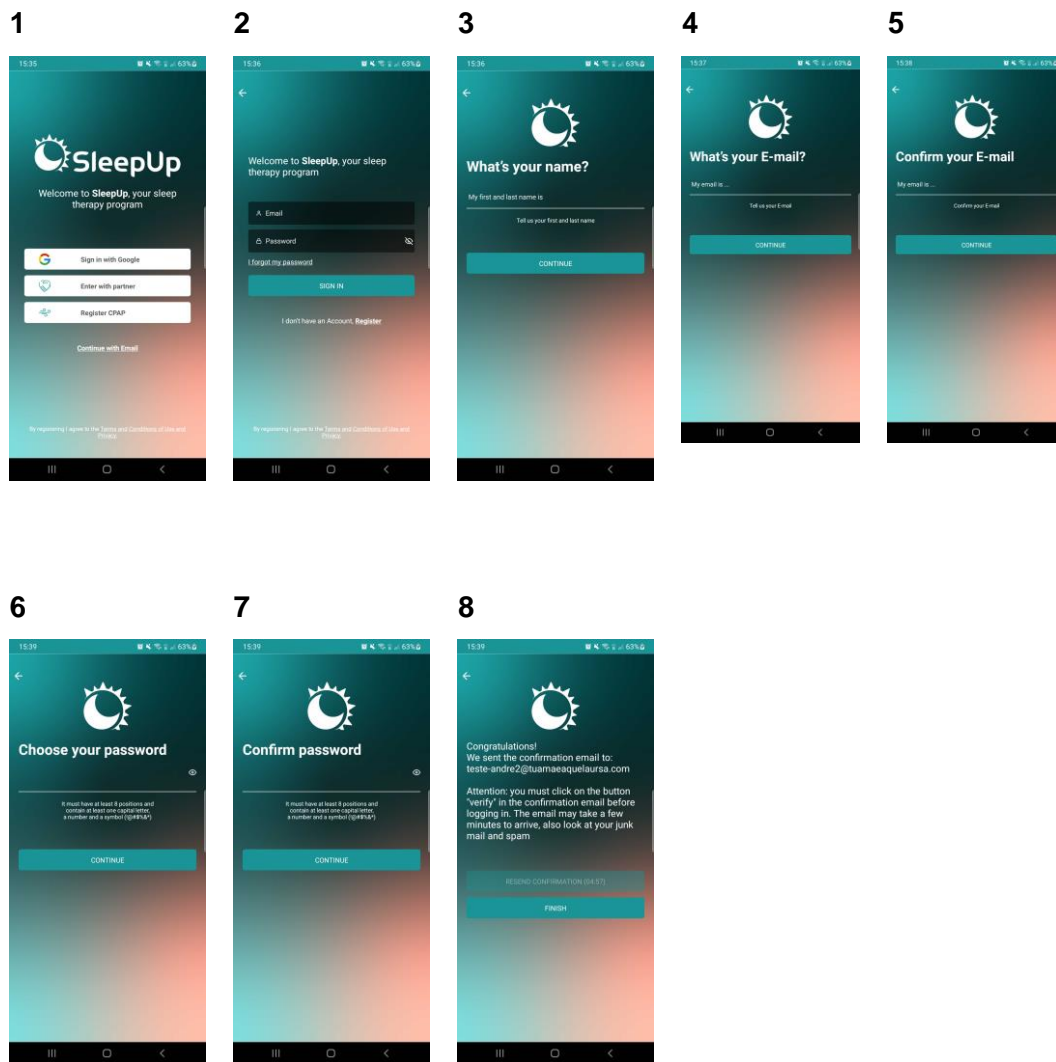 1
2
3
4
5
15:35
63%
SleepUp
Welcome to SleepUp, your sleep
therapy program
Sign in with Google
Enter with partner
Register CPAP
Continue with Email
By registering I agree to the Terms and Conditions of Use and
Privacy
15:36
63%
Welcome to SleepUp, your sleep
therapy program
Email
Password
I forgot my password
SIGN IN
I don't have an Account, Register
By registering I agree to the Terms and Conditions of Use and
Privacy
15:36
63%
What's your name?
My first and last name is
Tell us your first and last name
CONTINUE
15:37
63%
What's your E-mail?
My email is ...
Tell us your E-mail
CONTINUE
15:38
63%
Confirm your E-mail
My email is ...
Confirm your E-mail
CONTINUE
6
7
8
15:39
63%
Choose your password
It must have at least 8 positions and
contain at least one capital letter,
a number and a symbol (!@#$%&*)
CONTINUE
15:39
63%
Confirm password
It must have at least 8 positions and
contain at least one capital letter,
a number and a symbol (!@#$%&*)
CONTINUE
15:39
63%
Congratulations!
We sent the confirmation email to:
teste-andre2@tuamaeaquelaursa.com
Attention: you must click on the button
"verify" in the confirmation email before
logging in. The email may take a few
minutes to arrive, also look at your junk
mail and spam
RESEND CONFIRMATION (04:57)
FINISH